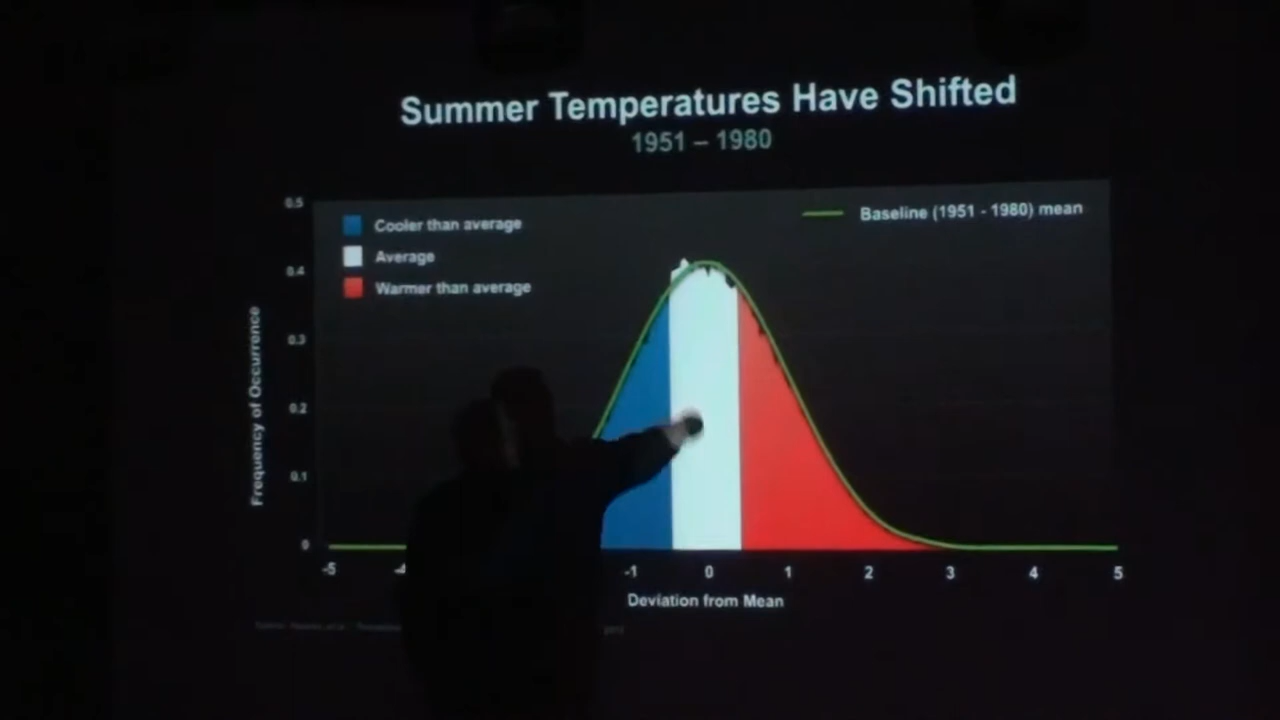 Summer Temperatures Have Shifted
1951 – 1980
Cooler than average
Average
Warmer than average
Baseline (1951 - 1980) mean
Frequency of Occurrence
0.5
0.4
0.3
0.2
0.1
0
-5 -4 -1 0 1 2 3 4 5
Deviation from Mean